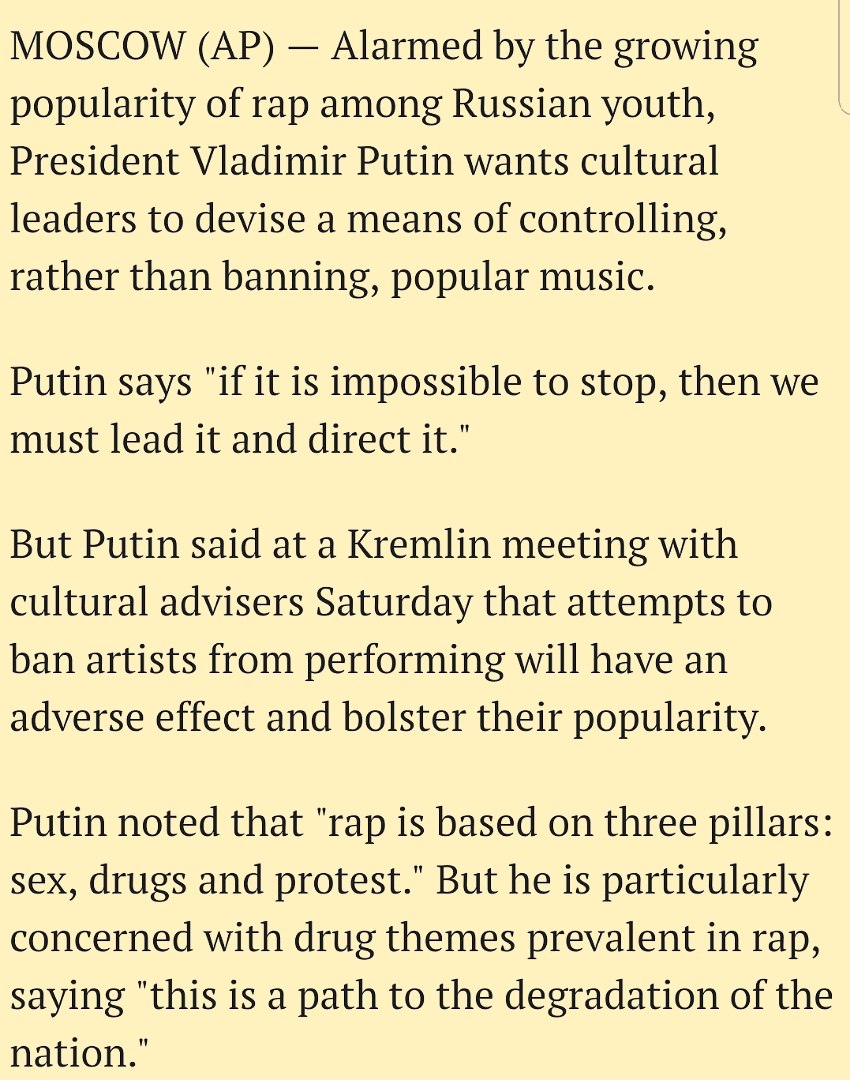 MOSCOW (AP) — Alarmed by the growing
popularity of rap among Russian youth,
President Vladimir Putin wants cultural
leaders to devise a means of controlling,
rather than banning, popular music.
Putin says "if it is impossible to stop, then we
must lead it and direct it."
But Putin said at a Kremlin meeting with
cultural advisers Saturday that attempts to
ban artists from performing will have an
adverse effect and bolster their popularity.
Putin noted that "rap is based on three pillars:
sex, drugs and protest." But he is particularly
concerned with drug themes prevalent in rap,
saying "this is a path to the degradation of the
nation."